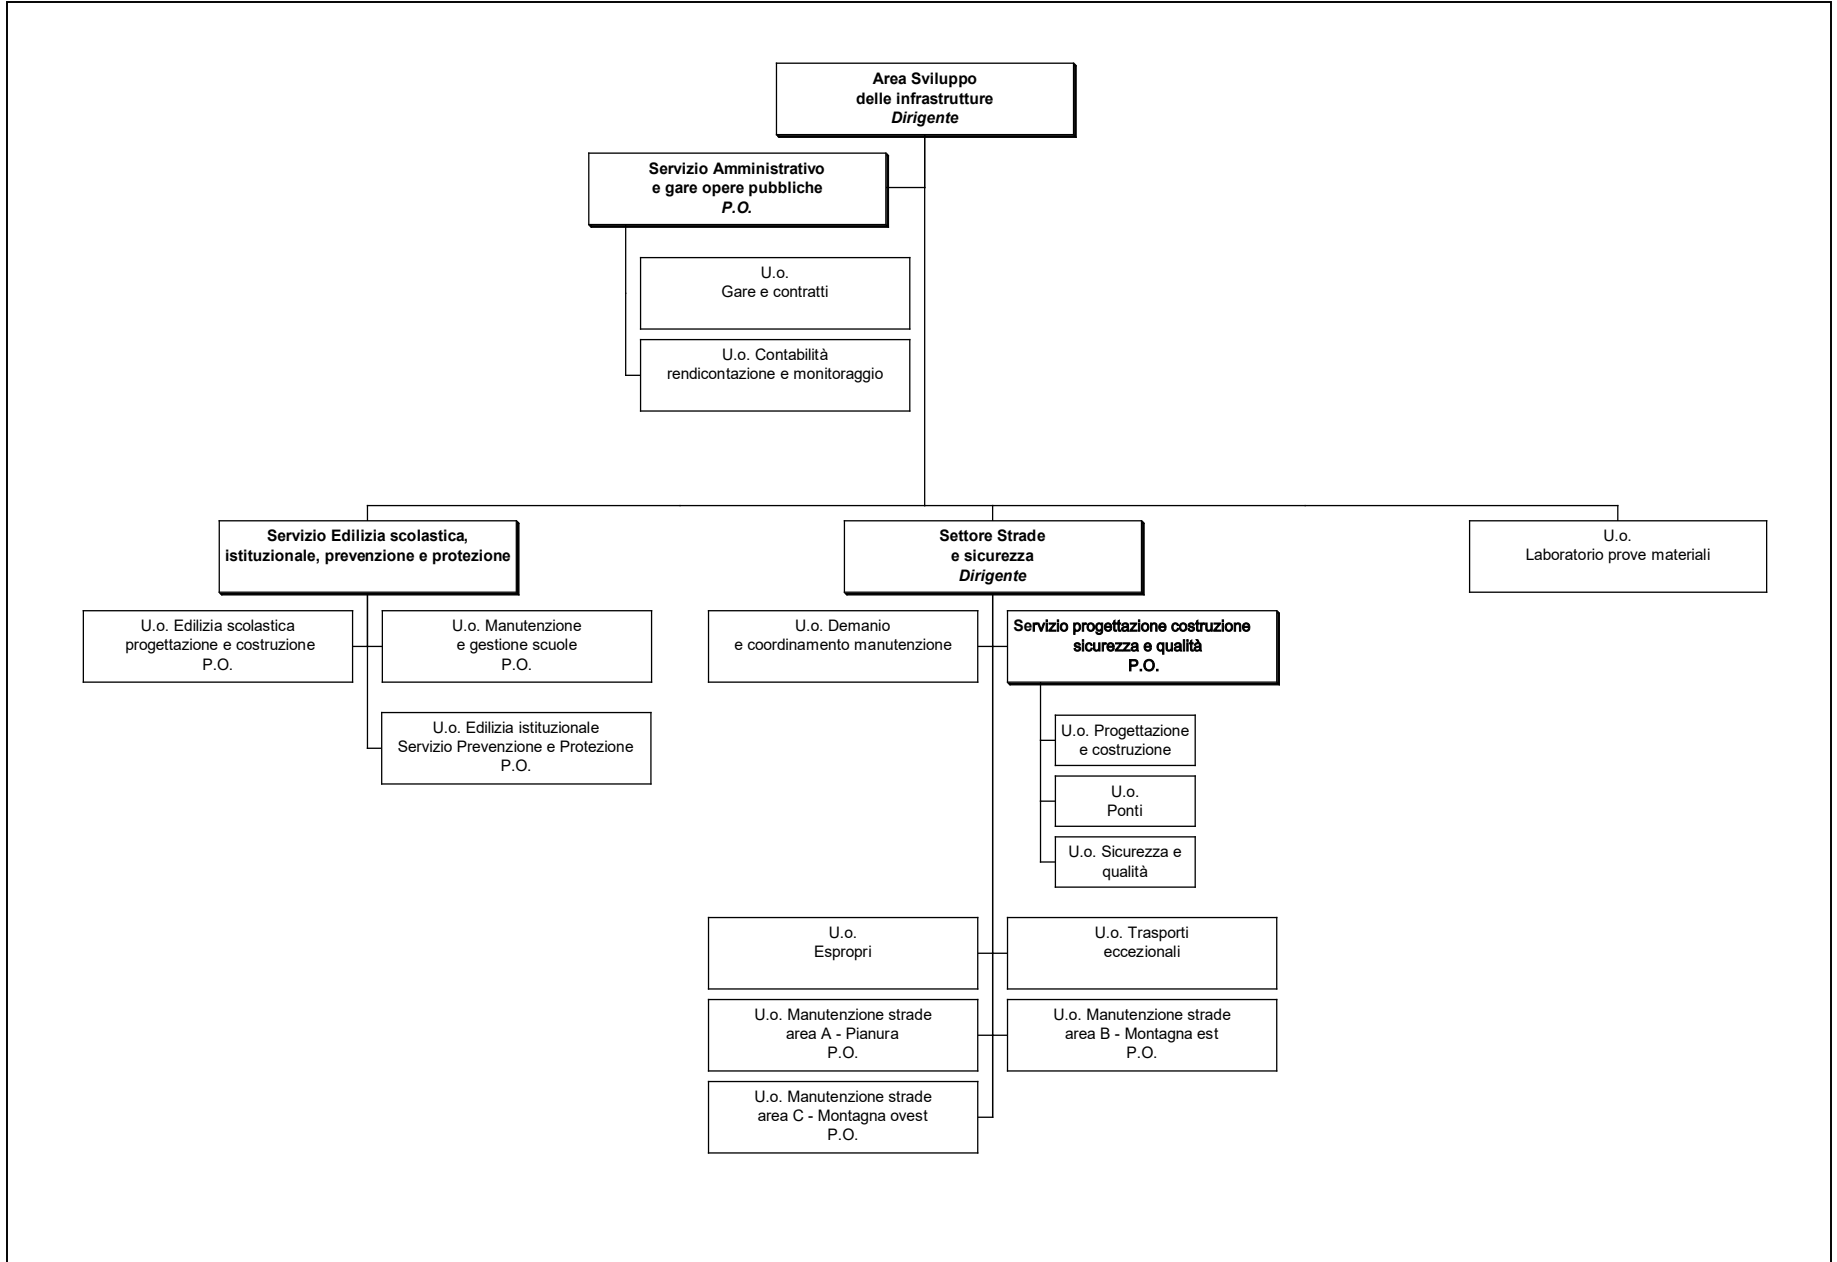 Area Sviluppo
delle infrastrutture
Dirigente
Servizio Amministrativo
e gare opere pubbliche
P.O.
U.o.
Gare e contratti
U.o. Contabilità
rendicontazione e monitoraggio
Servizio Edilizia scolastica,
istituzionale, prevenzione e protezione
Settore Strade
e sicurezza
Dirigente
U.o.
Laboratorio prove materiali
U.o. Edilizia scolastica
progettazione e costruzione
P.O.
U.o. Manutenzione
e gestione scuole
P.O.
U.o. Edilizia istituzionale
Servizio Prevenzione e Protezione
P.O.
U.o. Demanio
e coordinamento manutenzione
Servizio progettazione costruzione
sicurezza e qualità
P.O.
U.o. Progettazione
e costruzione
U.o.
Ponti
U.o. Sicurezza e
qualità
U.o.
Espropri
U.o. Trasporti
eccezionali
U.o. Manutenzione strade
area A - Pianura
P.O.
U.o. Manutenzione strade
area B - Montagna est
P.O.
U.o. Manutenzione strade
area C - Montagna ovest
P.O.